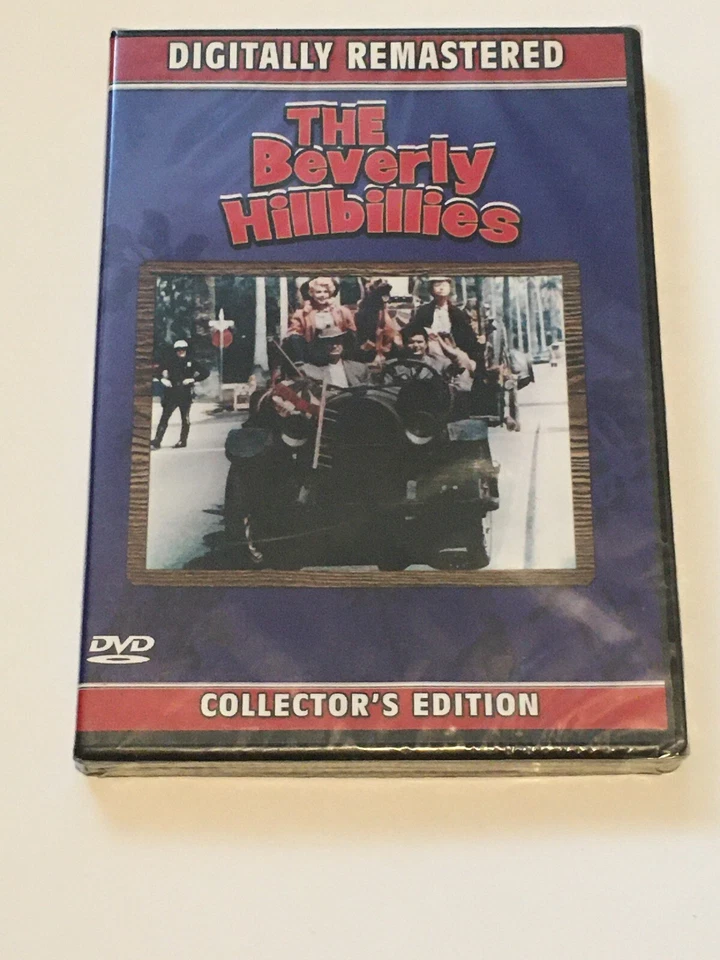 DIGITALLY REMASTERED
THE
Beverly
Hillbillies
DVD
COLLECTOR'S EDITION